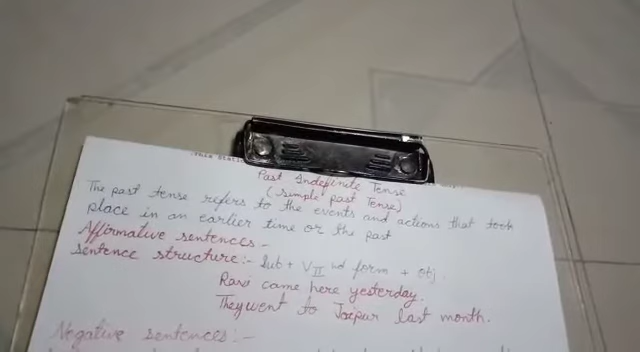 Past Indefinite Tense
(Simple Past Tense)
The past tense refers to the events and actions that took
place in an earlier time or the past
Affirmative sentences -
Sentence structure:- Sub + V II nd form + obj.
Ravi came here yesterday.
They went to Jaipur last month.
Negative sentences:-